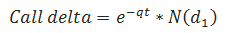 Call delta = e^{-qt} * N(d_1)